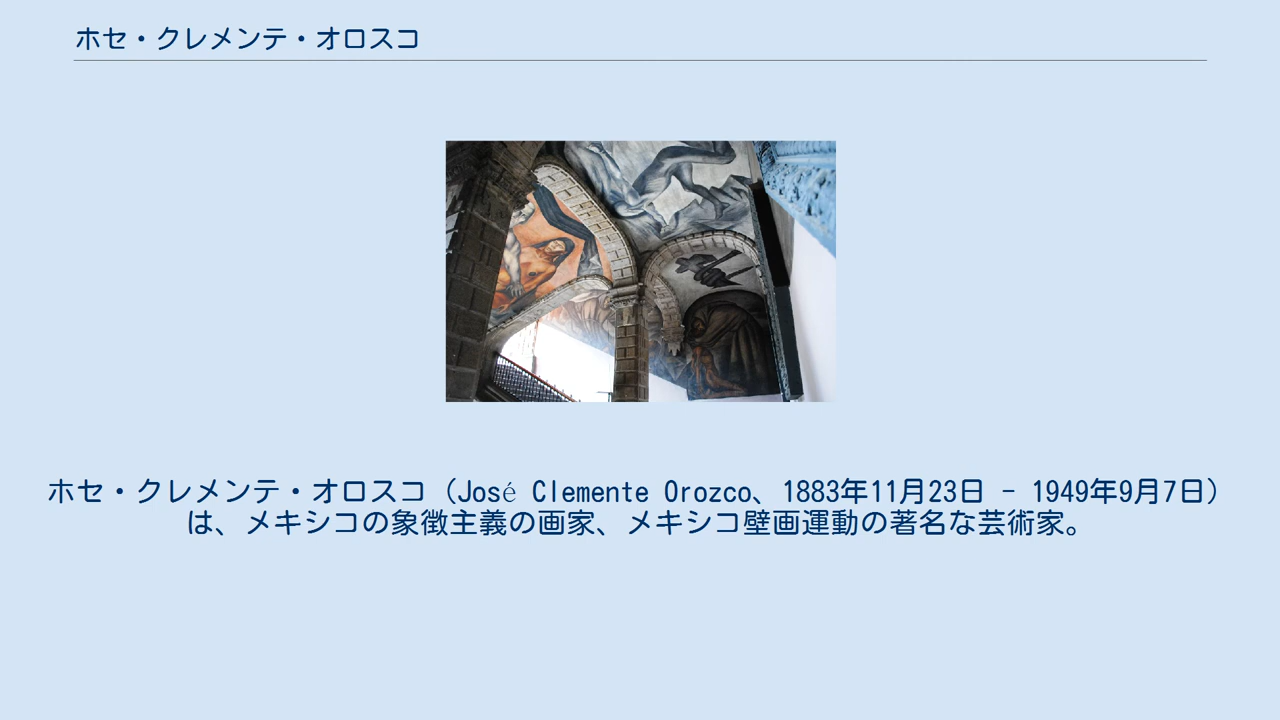 ホセ・クレメンテ・オロスコ
ホセ・クレメンテ・オロスコ（José Clemente Orozco、1883年11月23日 - 1949年9月7日）
は、メキシコの象徴主義の画家、メキシコ壁画運動の著名な芸術家。